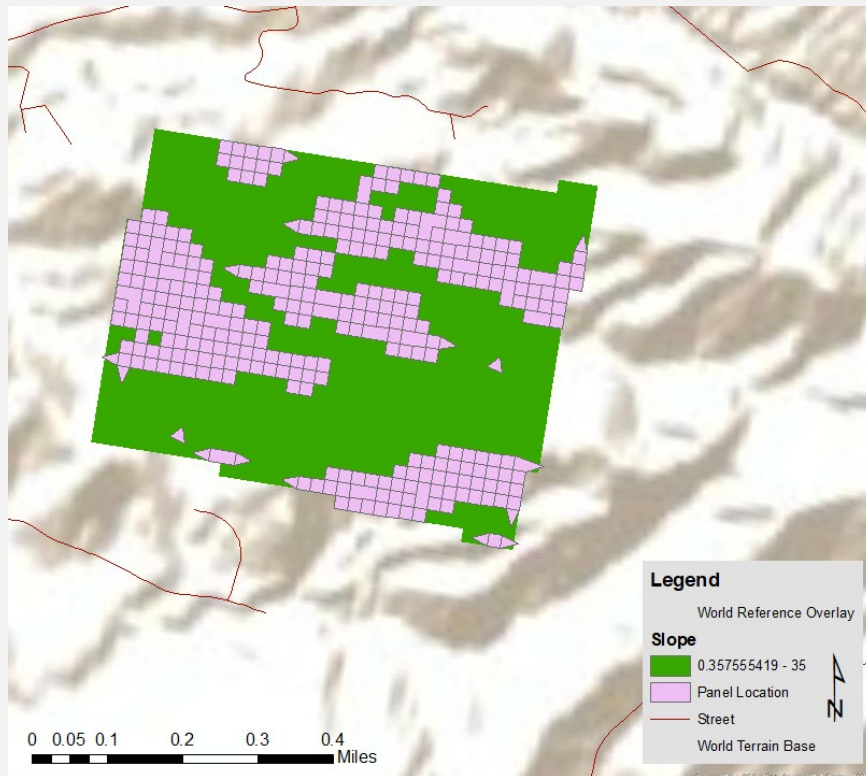 Legend
World Reference Overlay
Slope
0.357555419 - 35
Panel Location
Street
World Terrain Base
N
0 0.05 0.1 0.2 0.3 0.4
Miles